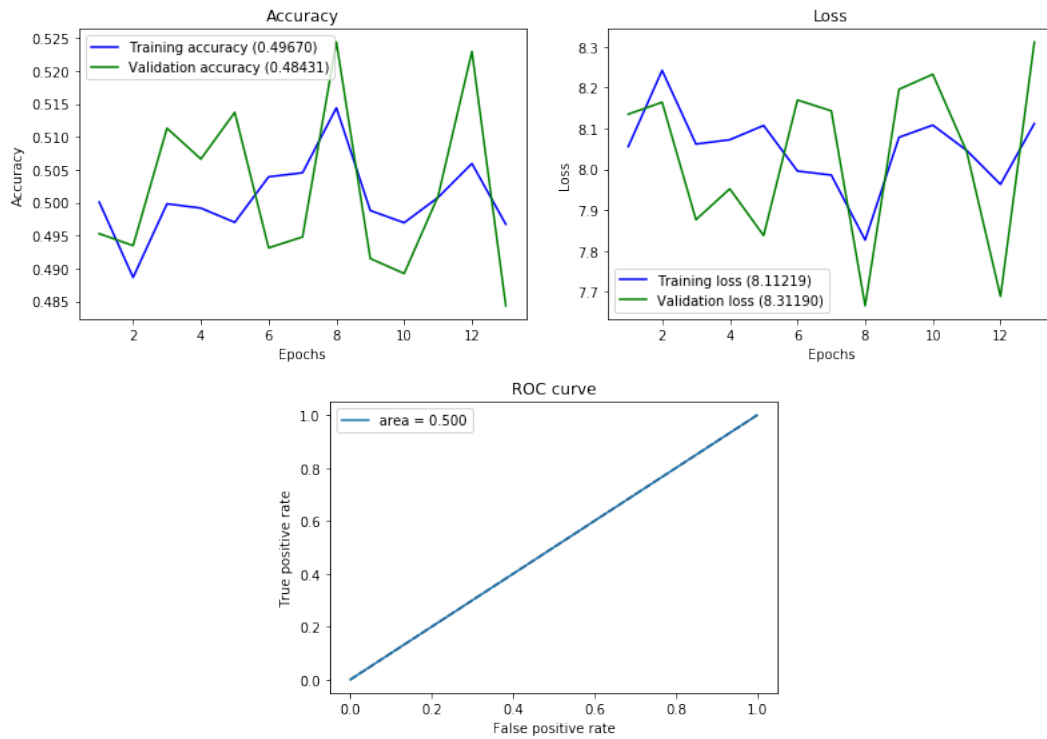 Accuracy
Training accuracy (0.49670)
Validation accuracy (0.48431)
0.525
0.520
0.515
0.510
0.505
0.500
0.495
0.490
0.485
Accuracy
2 4 6 8 10 12
Epochs
Loss
8.3
8.2
8.1
8.0
7.9
7.8
7.7
Loss
Training loss (8.11219)
Validation loss (8.31190)
2 4 6 8 10 12
Epochs
ROC curve
area = 0.500
1.0
0.8
0.6
0.4
0.2
0.0
True positive rate
0.0 0.2 0.4 0.6 0.8 1.0
False positive rate